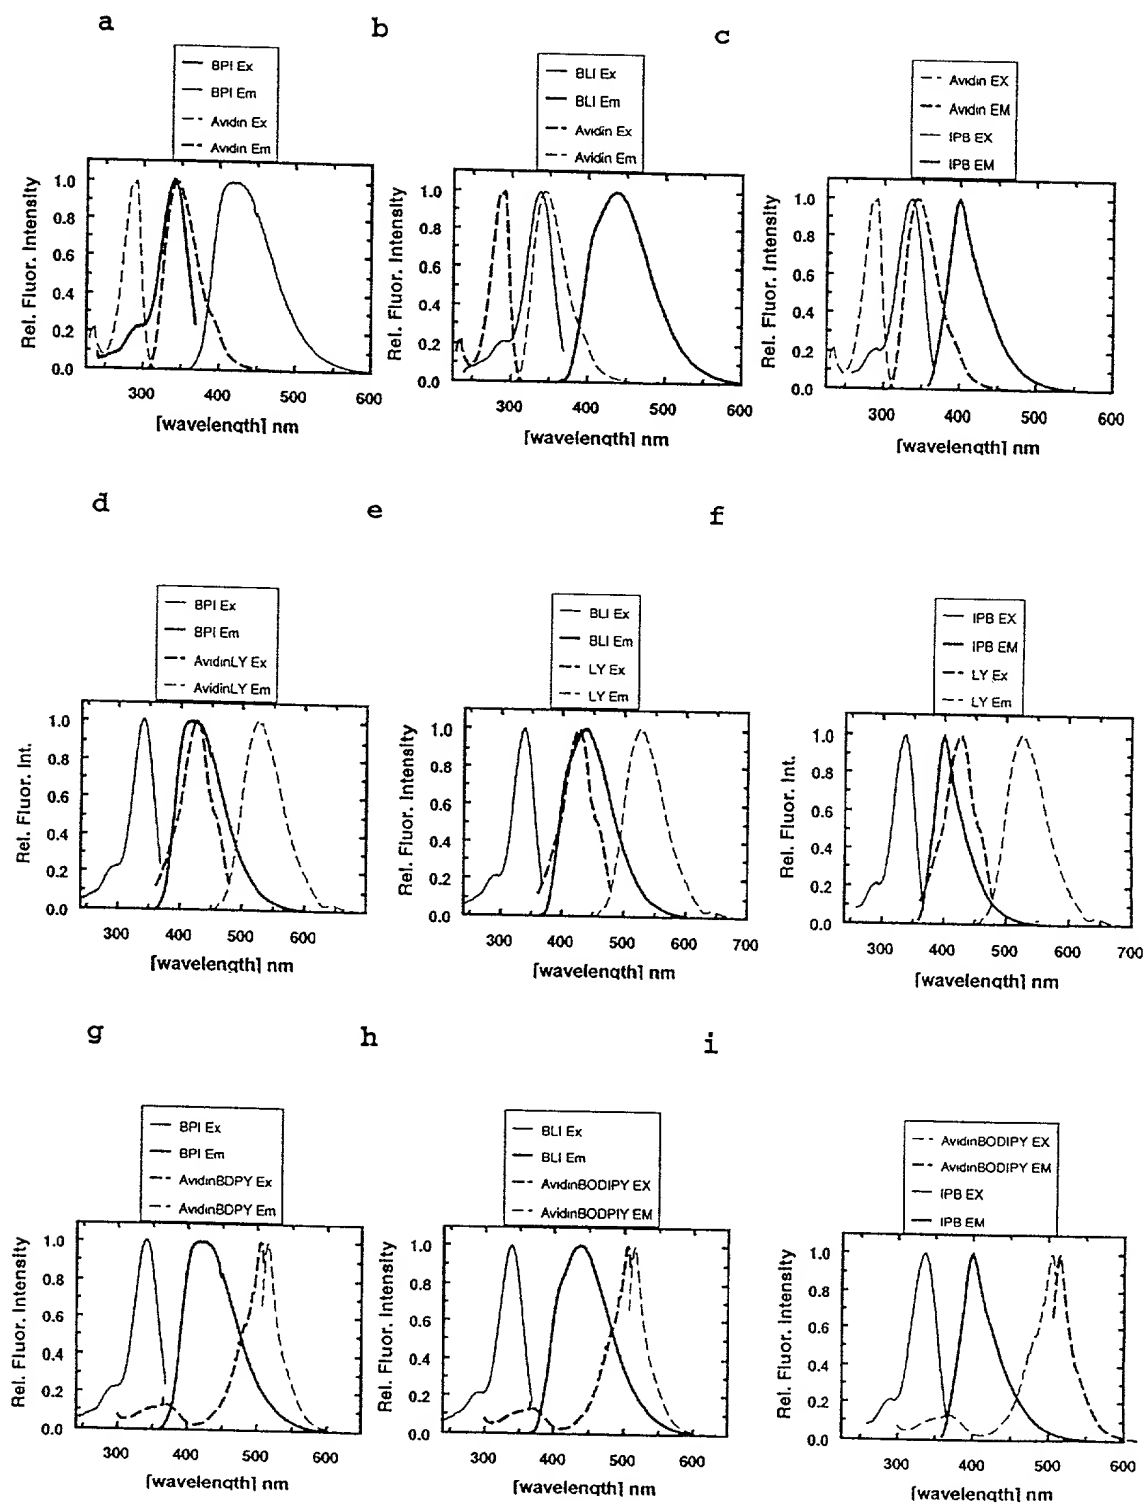 a
BPI Ex
BPI Em
Avidin Ex
Avidin Em
Rel. Fluor. Intensity
1.0
0.8
0.6
0.4
0.2
0.0
300 400 500 600
[wavelength] nm
b
BLI Ex
BLI Em
Avidin Ex
Avidin Em
Rel. Fluor. Intensity
1.0
0.8
0.6
0.4
0.2
0.0
300 400 500 600
[wavelength] nm
c
Avidin EX
Avidin EM
IPB EX
IPB EM
Rel. Fluor. Intensity
1.0
0.8
0.6
0.4
0.2
0.0
300 400 500 600
[wavelength] nm
d
BPI Ex
BPI Em
AvidinLY Ex
AvidinLY Em
Rel. Fluor. Int.
1.0
0.8
0.6
0.4
0.2
0.0
300 400 500 600
[wavelength] nm
e
BLI Ex
BLI Em
LY Ex
LY Em
Rel. Fluor. Intensity
1.0
0.8
0.6
0.4
0.2
0.0
300 400 500 600 700
[wavelength] nm
f
IPB EX
IPB EM
LY Ex
LY Em
Rel. Fluor. Int.
1.0
0.8
0.6
0.4
0.2
0.0
300 400 500 600 700
[wavelength] nm
g
BPI Ex
BPI Em
AvidinBDPY Ex
AvidinBDPY Em
Rel. Fluor. Intensity
1.0
0.8
0.6
0.4
0.2
0.0
300 400 500 600
[wavelength] nm
h
BLI Ex
BLI Em
AvidinBODIPY EX
AvidinBODPIY EM
Rel. Fluor. Intensity
1.0
0.8
0.6
0.4
0.2
0.0
300 400 500 600
[wavelength] nm
i
AvidinBODIPY EX
AvidinBODIPY EM
IPB EX
IPB EM
Rel. Fluor. Intensity
1.0
0.8
0.6
0.4
0.2
0.0
300 400 500 600
[wavelength] nm